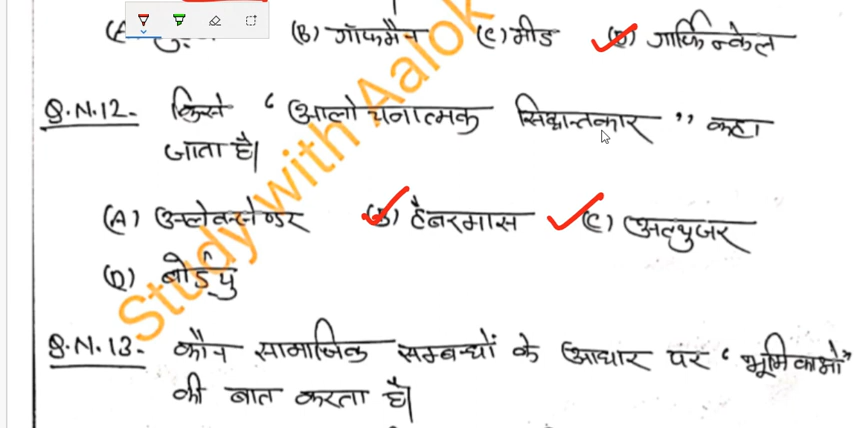 (B) गॉफमैन (C) मीड (D) गार्फिन्केल
Q.N.12- किसे "आलोचनात्मक सिद्धान्तकार" कहा
जाता है।
(A) अलेक्जेण्डर (B) हैबरमास (C) अल्थुजर
(D) बोर्ड्यु
Q.N.13- कौन सामाजिक सम्बन्धों के आधार पर "भूमिकाओं"
की बात करता है।
Study with Aalok